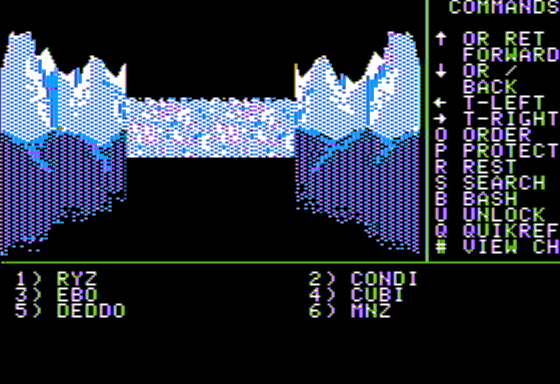 COMMANDS
↑ OR RET
FORWARD
↓ OR /
BACK
← T-LEFT
→ T-RIGHT
O ORDER
P PROTECT
R REST
S SEARCH
B BASH
U UNLOCK
Q QUIKREF
# VIEW CH
1) RYZ 2) CONDI
3) EBO 4) CUBI
5) DEDDO 6) MNZ